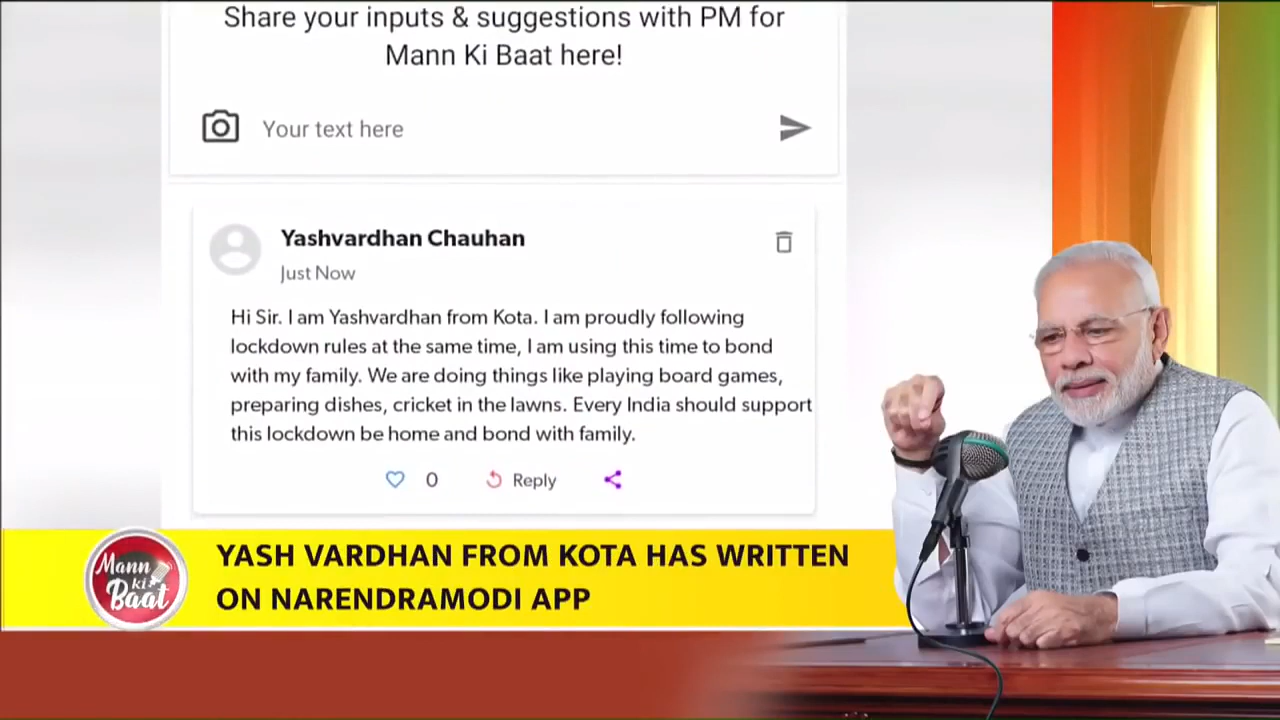 Share your inputs & suggestions with PM for
Mann Ki Baat here!
Your text here
Yashvardhan Chauhan
Just Now
Hi Sir. I am Yashvardhan from Kota. I am proudly following
lockdown rules at the same time, I am using this time to bond
with my family. We are doing things like playing board games,
preparing dishes, cricket in the lawns. Every India should support
this lockdown be home and bond with family.
0
Reply
Mann
ki
Baat
YASH VARDHAN FROM KOTA HAS WRITTEN
ON NARENDRAMODI APP